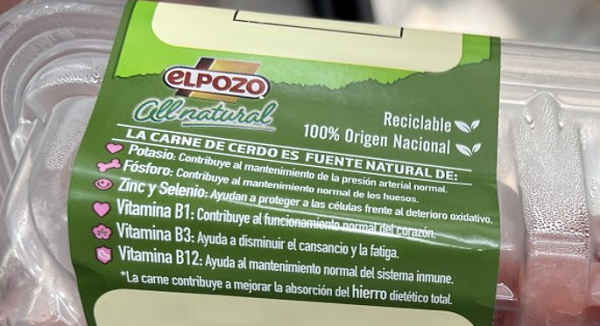 ELPOZO
All natural
Reciclable
100% Origen Nacional
LA CARNE DE CERDO ES FUENTE NATURAL DE:
Potasio: Contribuye al mantenimiento de la presión arterial normal.
Fósforo: Contribuye al mantenimiento normal de los huesos.
Zinc y Selenio: Ayudan a proteger a las células frente al deterioro oxidativo.
Vitamina B1: Contribuye al funcionamiento normal del corazón.
Vitamina B3: Ayuda a disminuir el cansancio y la fatiga.
Vitamina B12: Ayuda al mantenimiento normal del sistema inmune.
*La carne contribuye a mejorar la absorción del hierro dietético total.